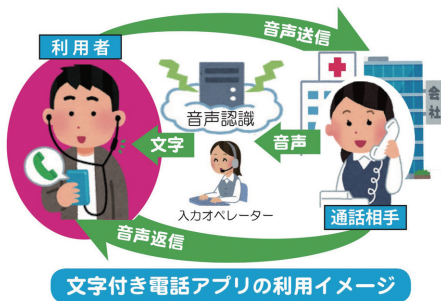 利用者
音声送信
会社
音声認識
文字
音声
入力オペレーター
通話相手
音声返信
文字付き電話アプリの利用イメージ